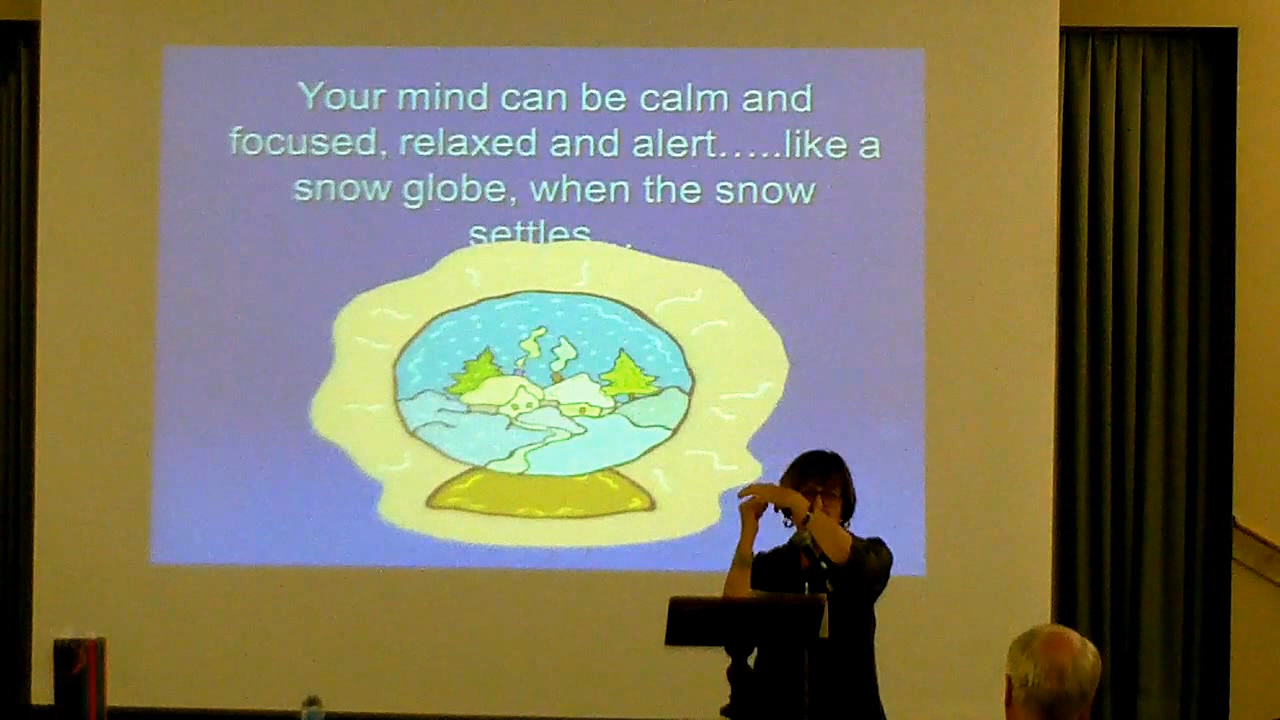 Your mind can be calm and
focused, relaxed and alert.....like a
snow globe, when the snow
settles....